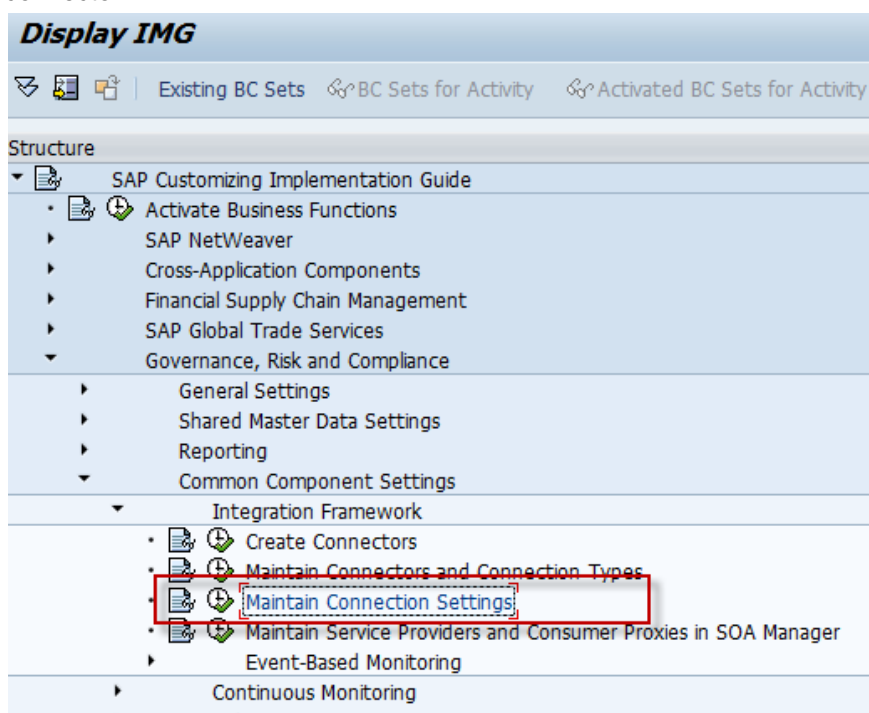 Display IMG
Existing BC Sets BC Sets for Activity Activated BC Sets for Activity
Structure
SAP Customizing Implementation Guide
Activate Business Functions
SAP NetWeaver
Cross-Application Components
Financial Supply Chain Management
SAP Global Trade Services
Governance, Risk and Compliance
General Settings
Shared Master Data Settings
Reporting
Common Component Settings
Integration Framework
Create Connectors
Maintain Connectors and Connection Types
Maintain Connection Settings
Maintain Service Providers and Consumer Proxies in SOA Manager
Event-Based Monitoring
Continuous Monitoring